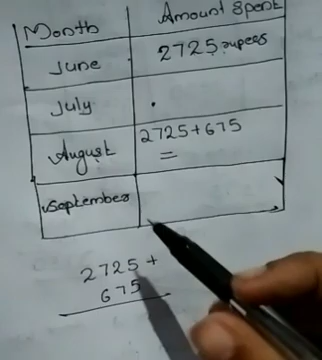 Month Amount Spent
June 2725 rupees
July .
August 2725+675
=
September
2725 +
675